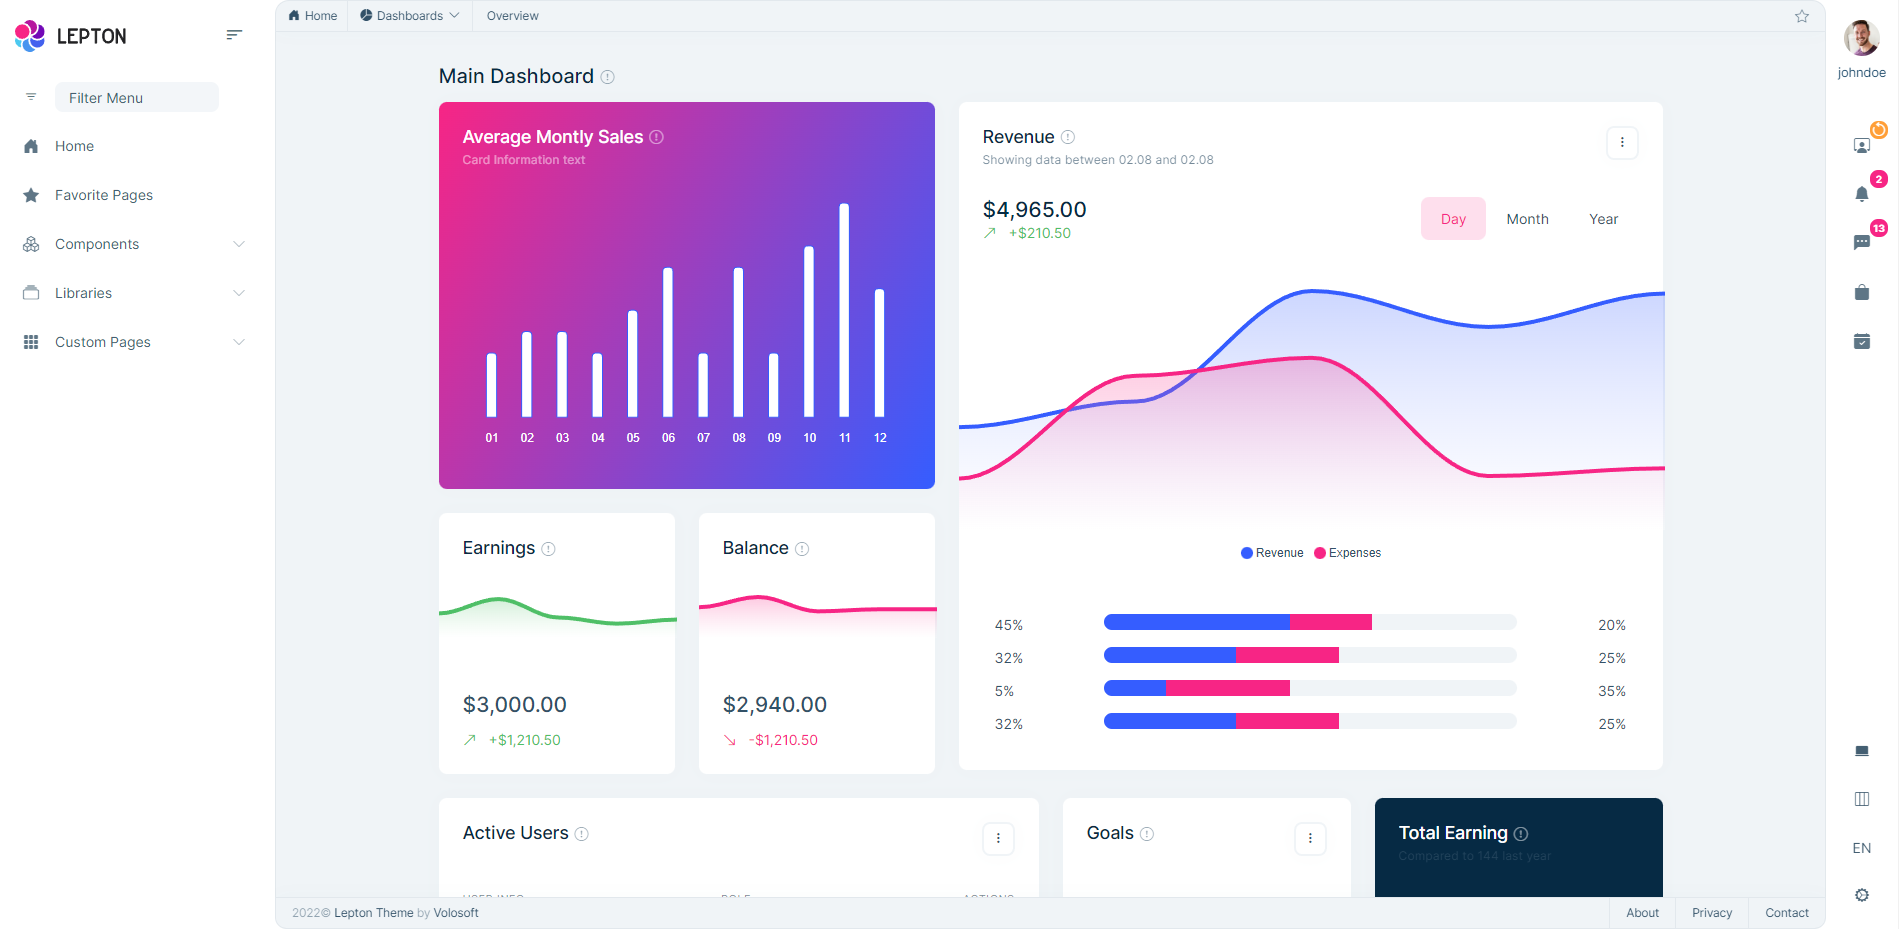 LEPTON
Filter Menu
Home
Favorite Pages
Components
Libraries
Custom Pages
Home Dashboards Overview
Main Dashboard
Average Montly Sales
Card Information text
01 02 03 04 05 06 07 08 09 10 11 12
Revenue
Showing data between 02.08 and 02.08
$4,965.00
+$210.50
Day Month Year
Revenue Expenses
45% 20%
32% 25%
5% 35%
32% 25%
Earnings
$3,000.00
+$1,210.50
Balance
$2,940.00
-$1,210.50
Active Users
USER INFO ROLE ACTIONS
Goals
Total Earning
Compared to 144 last year
2022© Lepton Theme by Volosoft
About Privacy Contact
johndoe
2
13
EN